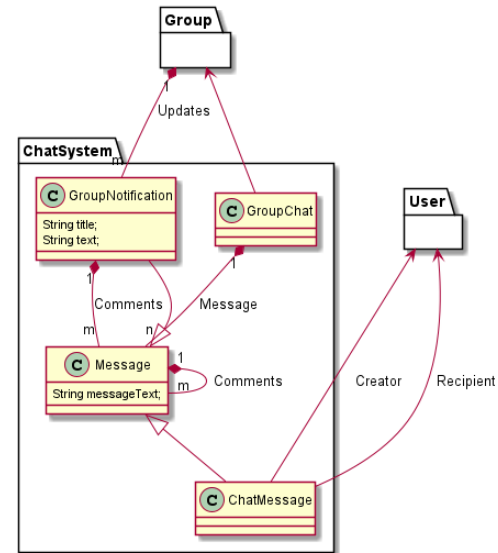 Group
1
Updates
ChatSystem
m
C GroupNotification
String title;
String text;
C GroupChat
User
1
1
Comments
Message
m
n
C Message
String messageText;
1
m
Comments
Creator
Recipient
C ChatMessage